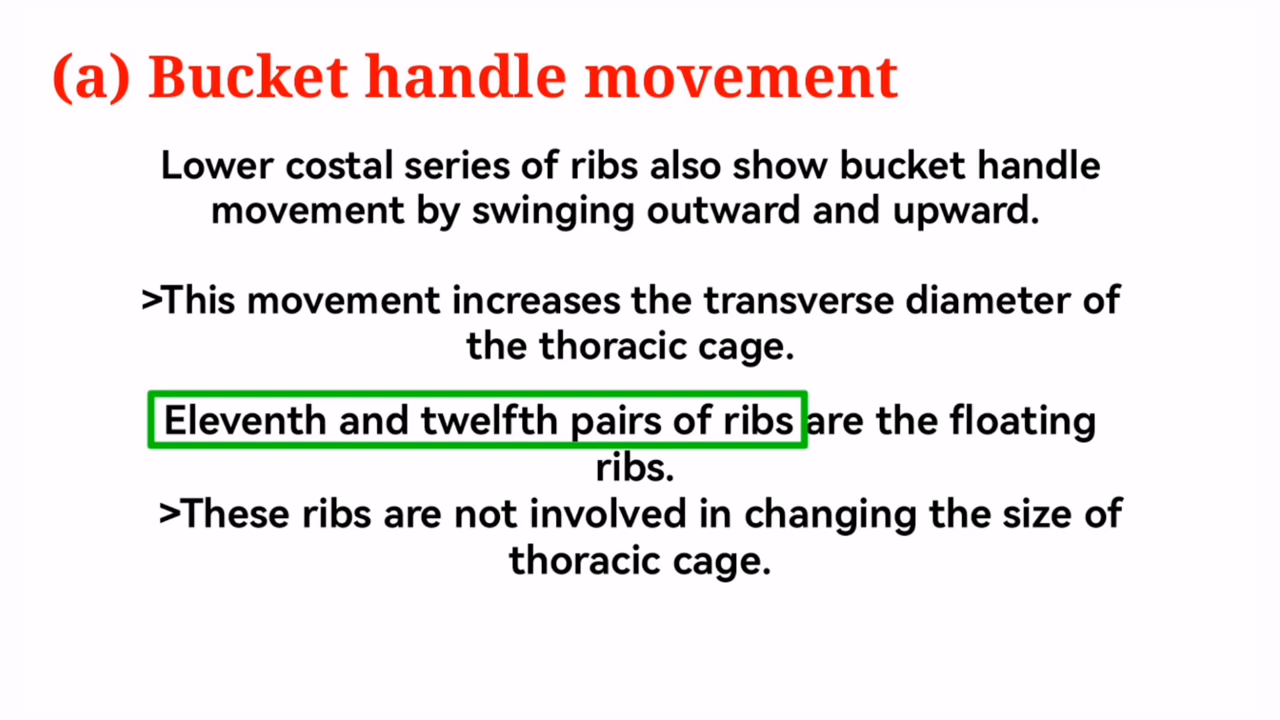 (a) Bucket handle movement
Lower costal series of ribs also show bucket handle
movement by swinging outward and upward.
>This movement increases the transverse diameter of
the thoracic cage.
Eleventh and twelfth pairs of ribs are the floating
ribs.
>These ribs are not involved in changing the size of
thoracic cage.